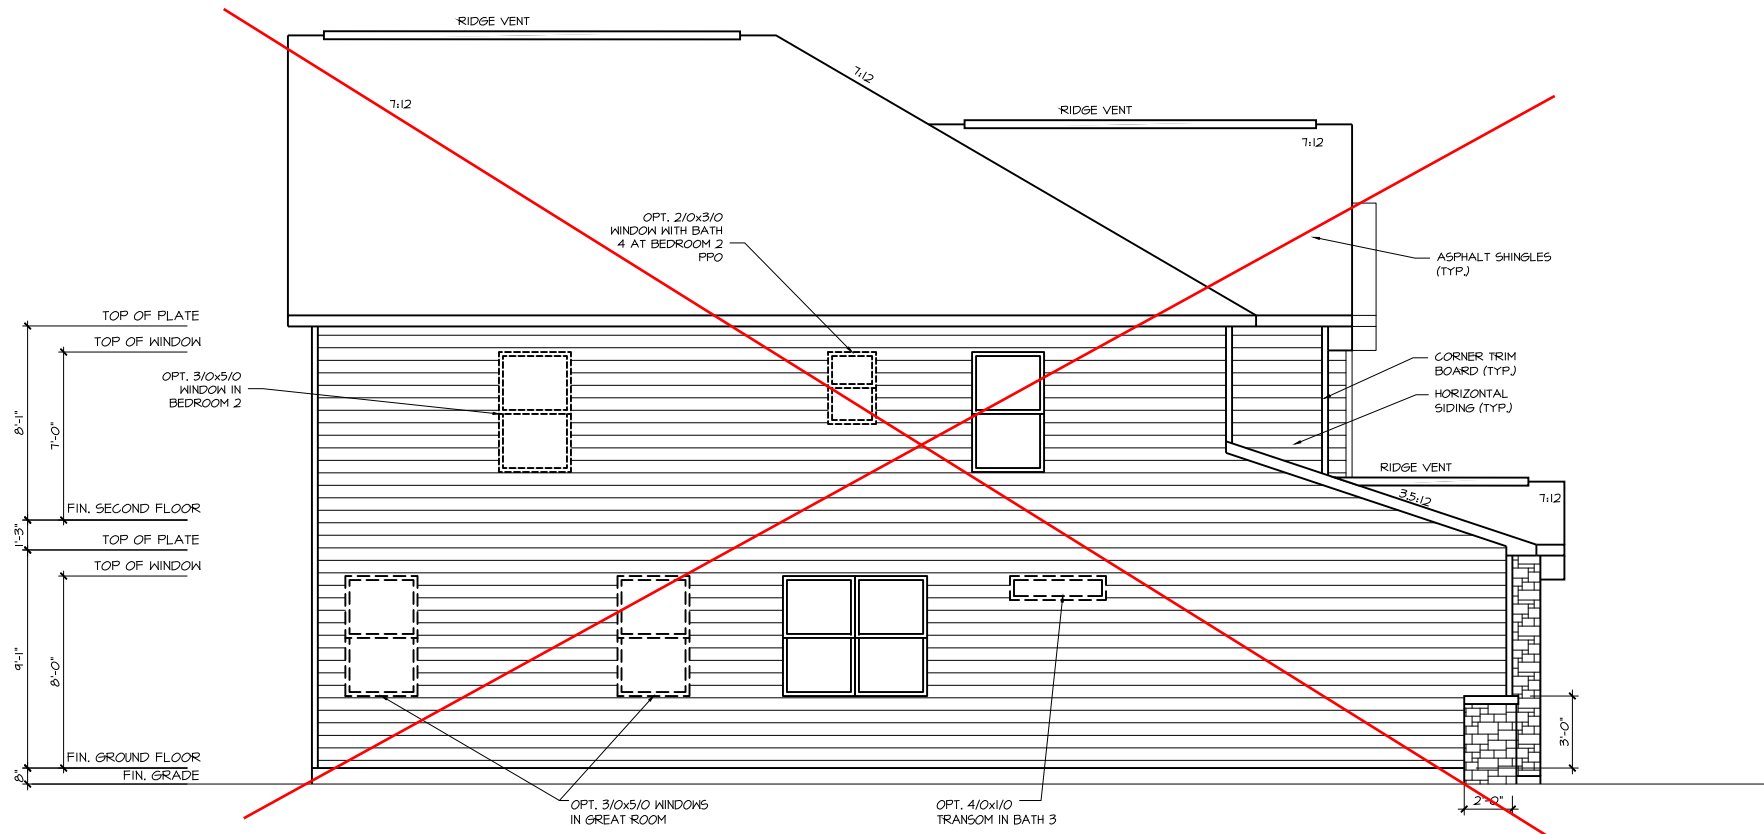 RIDGE VENT
7:12
7:12
RIDGE VENT
7:12
OPT. 2/0x3/0
WINDOW WITH BATH
4 AT BEDROOM 2
PPO
ASPHALT SHINGLES
(TYP.)
TOP OF PLATE
TOP OF WINDOW
OPT. 3/0x5/0
WINDOW IN
BEDROOM 2
CORNER TRIM
BOARD (TYP.)
HORIZONTAL
SIDING (TYP.)
8'-1"
7'-0"
RIDGE VENT
3.5:12
7:12
FIN. SECOND FLOOR
1'-3"
TOP OF PLATE
TOP OF WINDOW
9'-1"
8'-0"
3'-0"
FIN. GROUND FLOOR
8"
FIN. GRADE
OPT. 3/0x5/0 WINDOWS
IN GREAT ROOM
OPT. 4/0x1/0
TRANSOM IN BATH 3
2'-0"